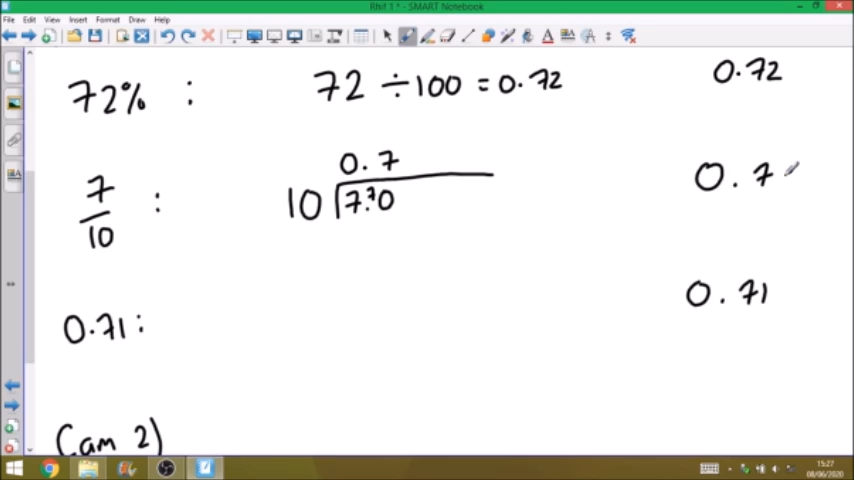 Rhif 1 * - SMART Notebook
File Edit View Insert Format Tools Draw Help
72% : 72 ÷ 100 = 0.72 0.72
0.7
7/10 : 10 7.⁷0 0.7
0.71 : 0.71
Cam 2)
15:27
08/06/2020